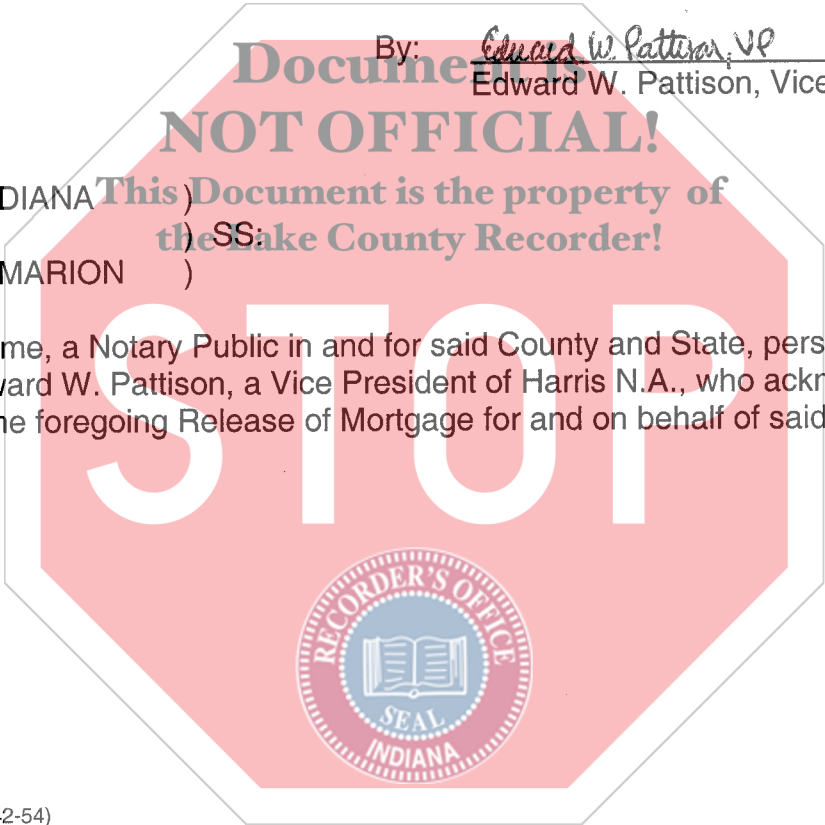 By: Edward W. Pattison, VP
Document is
Edward W. Pattison, Vice
NOT OFFICIAL!
DIANA )
This Document is the property of
) SS:
the Lake County Recorder!
MARION )
me, a Notary Public in and for said County and State, pers
ward W. Pattison, a Vice President of Harris N.A., who ackn
he foregoing Release of Mortgage for and on behalf of said
STOP
RECORDER'S OFFICE
SEAL
INDIANA
2-54)